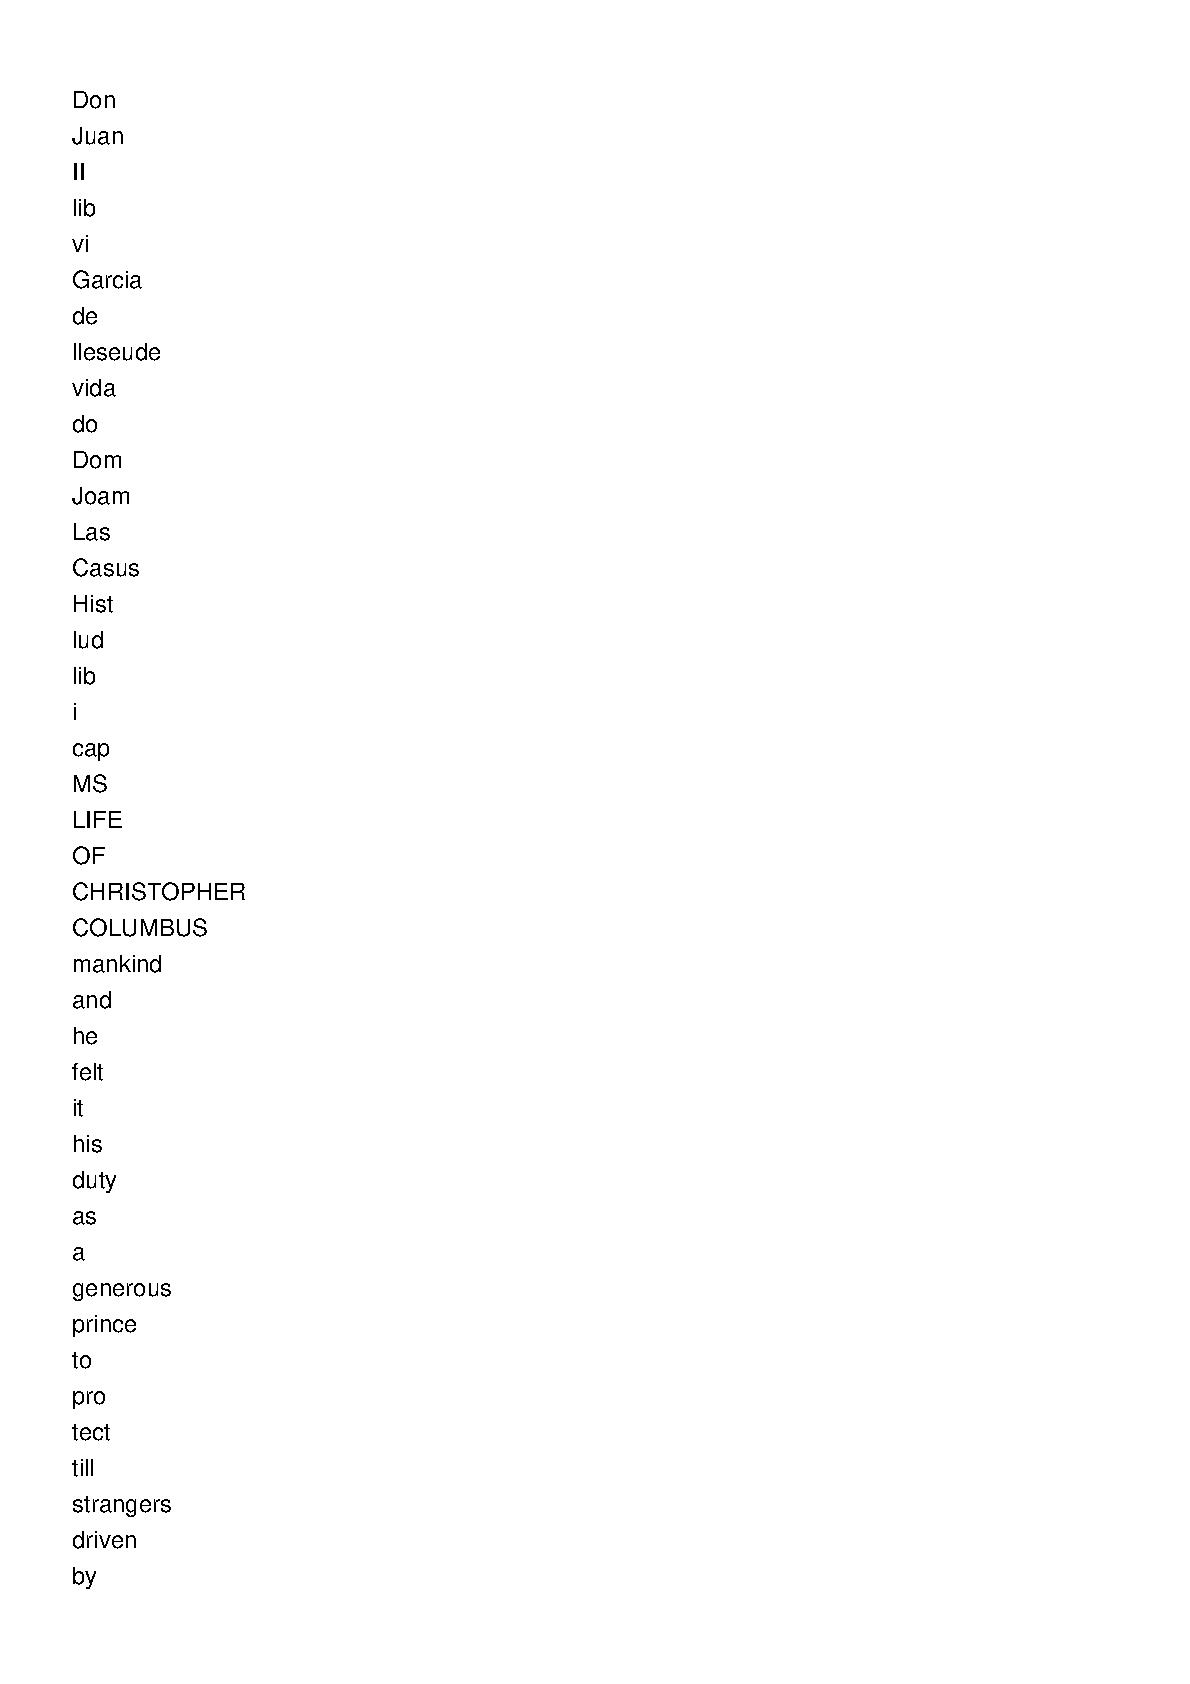 Don
Juan
II
lib
vi
Garcia
de
lleseude
vida
do
Dom
Joam
Las
Casus
Hist
lud
lib
i
cap
MS
LIFE
OF
CHRISTOPHER
COLUMBUS
mankind
and
he
felt
it
his
duty
as
a
generous
prince
to
pro
tect
till
strangers
driven
by